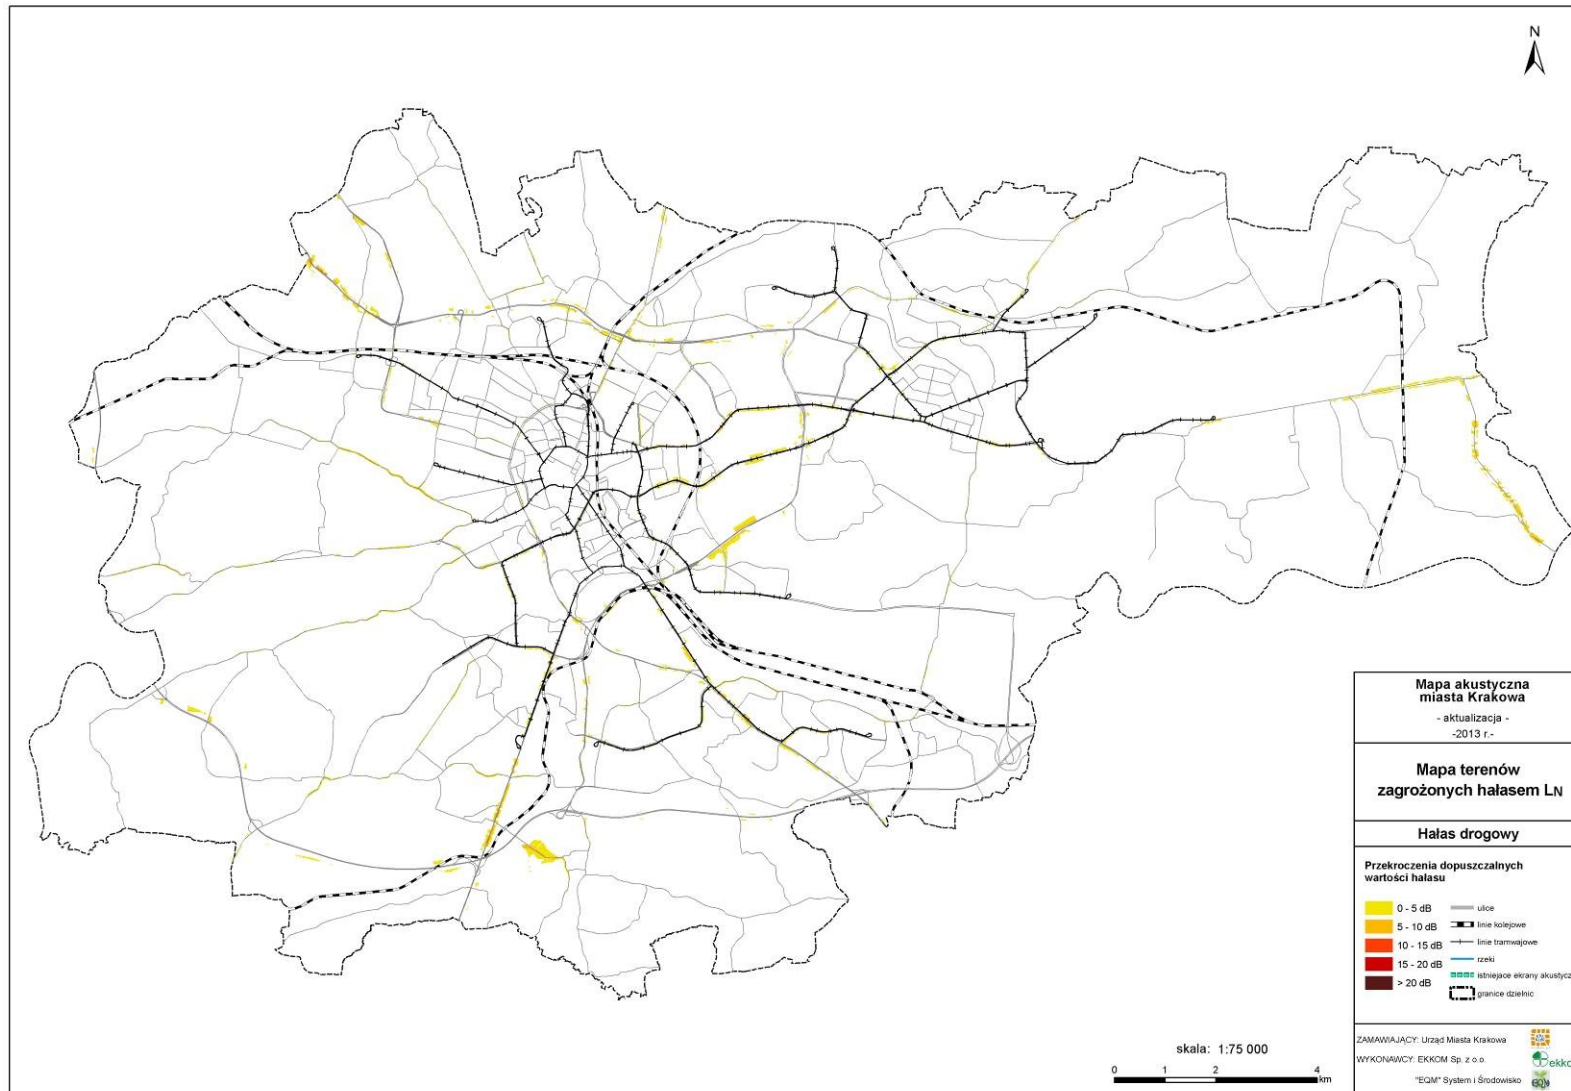 N
Mapa akustyczna
miasta Krakowa
- aktualizacja -
-2013 r.-
Mapa terenów
zagrożonych hałasem LN
Hałas drogowy
Przekroczenia dopuszczalnych
wartości hałasu
0 - 5 dB
5 - 10 dB
10 - 15 dB
15 - 20 dB
> 20 dB
ulice
linie kolejowe
linie tramwajowe
rzeki
istniejace ekrany akustycz
granice dzielnic
skala: 1:75 000
0 1 2 4
km
ZAMAWIAJĄCY: Urząd Miasta Krakowa
WYKONAWCY: EKKOM Sp. z o.o.
ekko
"EQM" System i Środowisko
EQM